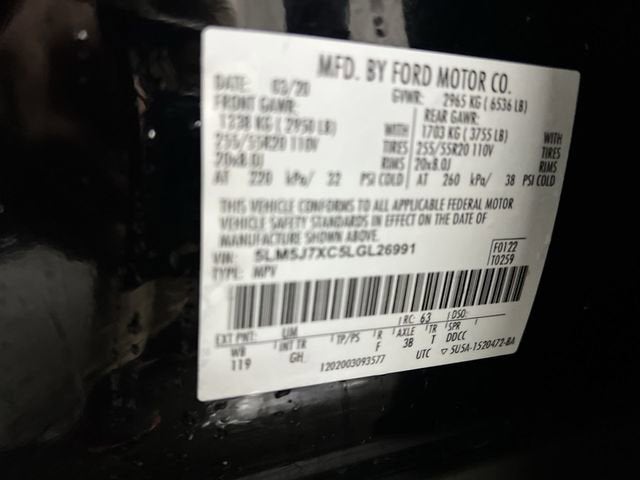 MFD. BY FORD MOTOR CO.
DATE: 03/20 GVWR: 2965 KG ( 6536 LB)
FRONT GAWR: REAR GAWR:
1338 KG ( 2950 LB) WITH 1703 KG ( 3755 LB) WITH
255/55R20 110V TIRES 255/55R20 110V TIRES
20x8.0J RIMS 20x8.0J RIMS
AT 220 kPa/ 32 PSI COLD AT 260 kPa/ 38 PSI COLD
THIS VEHICLE CONFORMS TO ALL APPLICABLE FEDERAL MOTOR
VEHICLE SAFETY STANDARDS IN EFFECT ON THE DATE OF
MANUFACTURE SHOWN ABOVE.
VIN: 5LM5J7XC5LGL26991 F0122
TYPE: MPV T0259
EXT PNT: UM RC: 63 DSO:
WB INT TR TP/PS R AXLE TR SPR
119 GH F 3B T DDCC
1202003093577 UTC ▽ 5U5A-1520472-BA